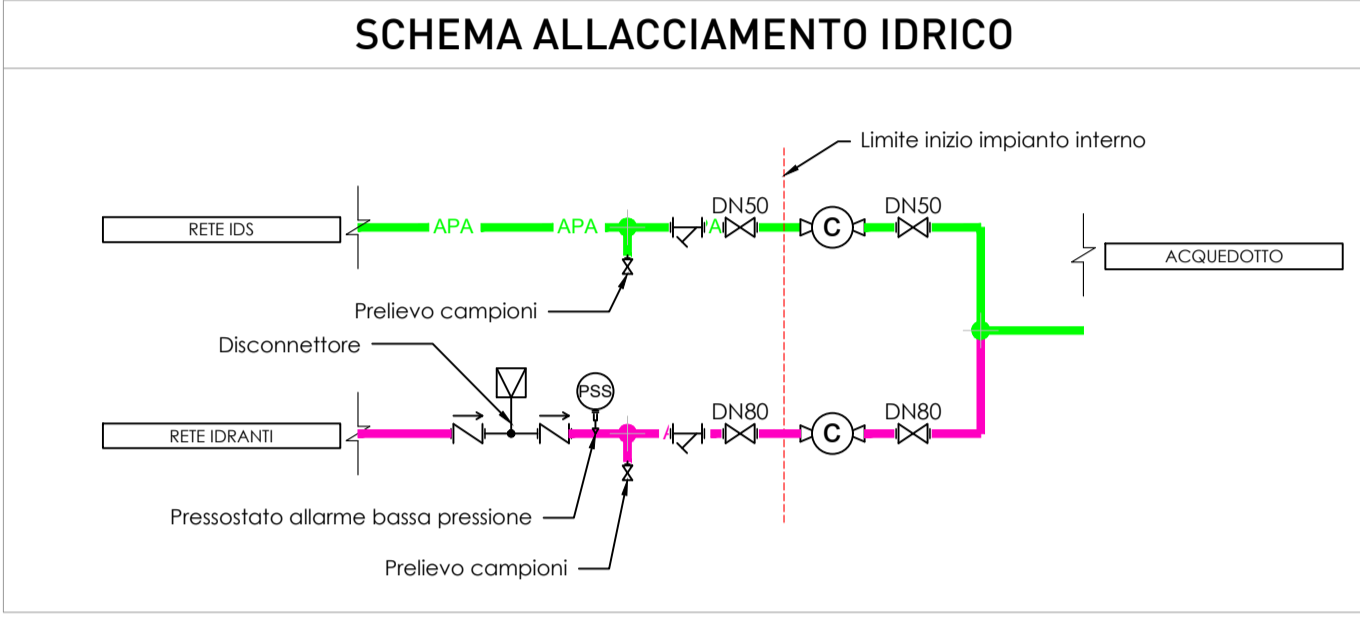 SCHEMA ALLACCIAMENTO IDRICO
Limite inizio impianto interno
DN50
DN50
RETE IDS
APA
APA
A
C
ACQUEDOTTO
Prelievo campioni
Disconnettore
PSS
DN80
DN80
RETE IDRANTI
A
C
Pressostato allarme bassa pressione
Prelievo campioni